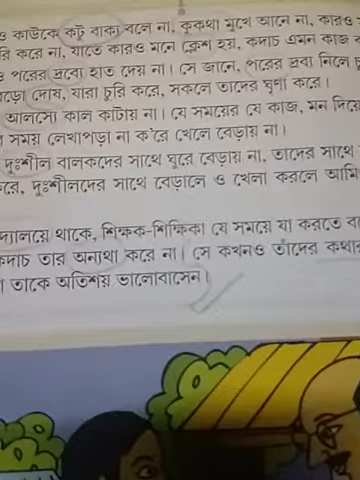 কাউকে কটু বাক্য বলে না, কুকথা মুখে আনে না, কারও
করে না, যাতে কারও মনে ক্লেশ হয়, কদাচ এমন কাজ
পরের দ্রব্যে হাত দেয় না। সে জানে, পরের দ্রব্য নিলে
দোষ, যারা চুরি করে, সকলে তাদের ঘৃণা করে।
আলস্যে কাল কাটায় না। যে সময়ের যে কাজ, মন দিয়ে
সময় লেখাপড়া না ক'রে খেলে বেড়ায় না।
দুঃশীল বালকদের সাথে ঘুরে বেড়ায় না, তাদের সাথে
করে, দুঃশীলদের সাথে বেড়ালে ও খেলা করলে আমি
থাকে, শিক্ষক-শিক্ষিকা যে সময়ে যা করতে
কদাচ তার অন্যথা করে না। সে কখনও তাঁদের কথার
তাকে অতিশয় ভালোবাসেন।